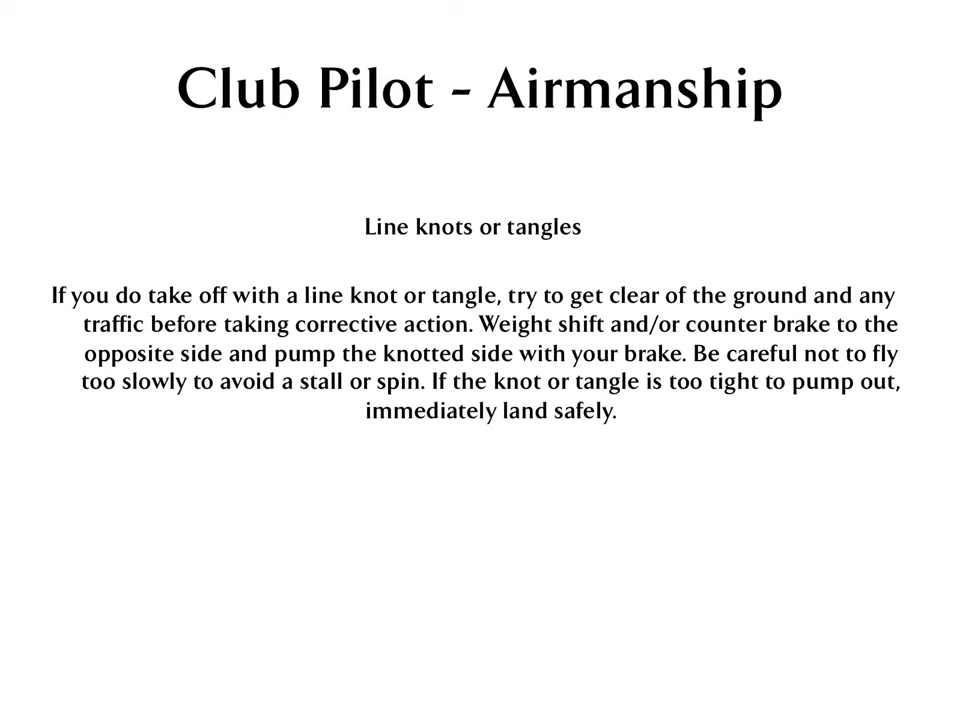 Club Pilot - Airmanship
Line knots or tangles
If you do take off with a line knot or tangle, try to get clear of the ground and any
traffic before taking corrective action. Weight shift and/or counter brake to the
opposite side and pump the knotted side with your brake. Be careful not to fly
too slowly to avoid a stall or spin. If the knot or tangle is too tight to pump out,
immediately land safely.